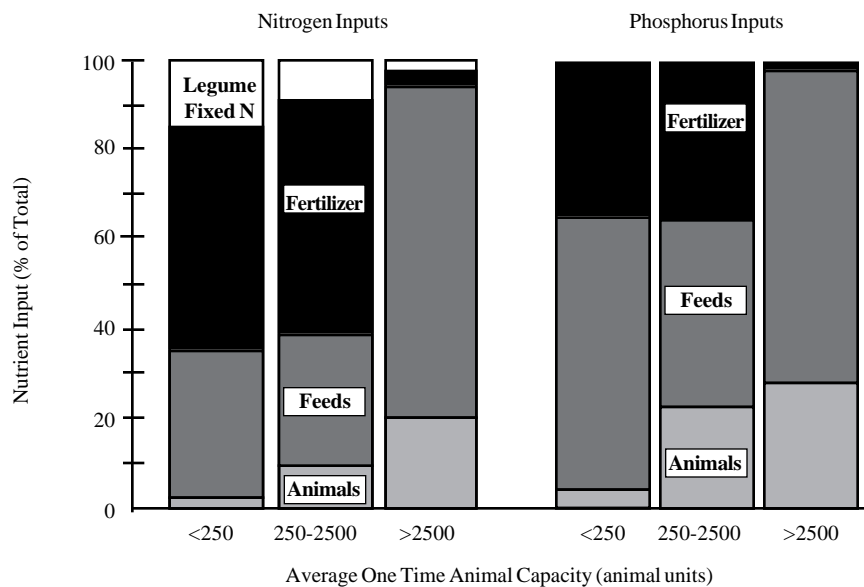 Nitrogen Inputs
Phosphorus Inputs
Nutrient Input (% of Total)
100
80
60
40
20
0
Legume
Fixed N
Fertilizer
Feeds
Animals
Fertilizer
Feeds
Animals
<250
250-2500
>2500
<250
250-2500
>2500
Average One Time Animal Capacity (animal units)